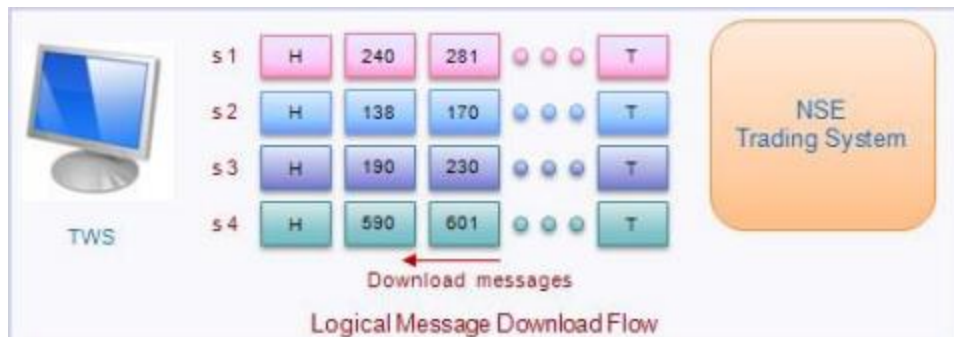 s1 H 240 281 T
s2 H 138 170 T
s3 H 190 230 T
s4 H 590 601 T
NSE
Trading System
TWS
Download messages
Logical Message Download Flow